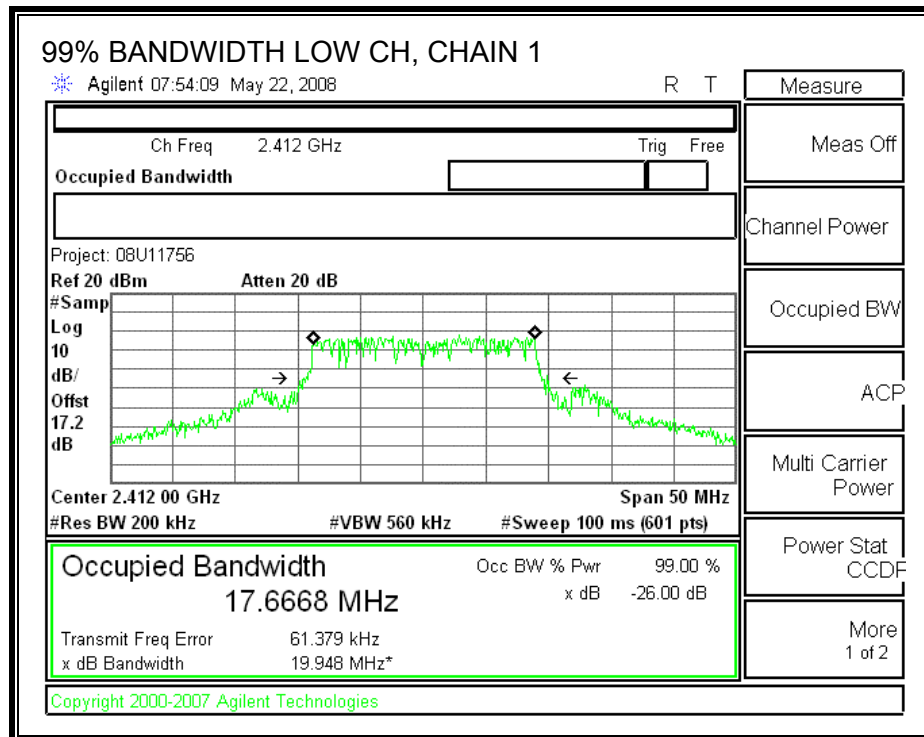 99% BANDWIDTH LOW CH, CHAIN 1
Agilent 07:54:09 May 22, 2008 R T
Measure
Ch Freq 2.412 GHz Trig Free
Meas Off
Occupied Bandwidth
Channel Power
Project: 08U11756
Ref 20 dBm Atten 20 dB
#Samp
Log
10
dB/
Offst
17.2
dB
Occupied BW
ACP
Center 2.412 00 GHz Span 50 MHz
#Res BW 200 kHz #VBW 560 kHz #Sweep 100 ms (601 pts)
Multi Carrier
Power
Occupied Bandwidth Occ BW % Pwr 99.00 %
17.6668 MHz x dB -26.00 dB
Transmit Freq Error 61.379 kHz
x dB Bandwidth 19.948 MHz*
Power Stat
CCDF
More
1 of 2
Copyright 2000-2007 Agilent Technologies